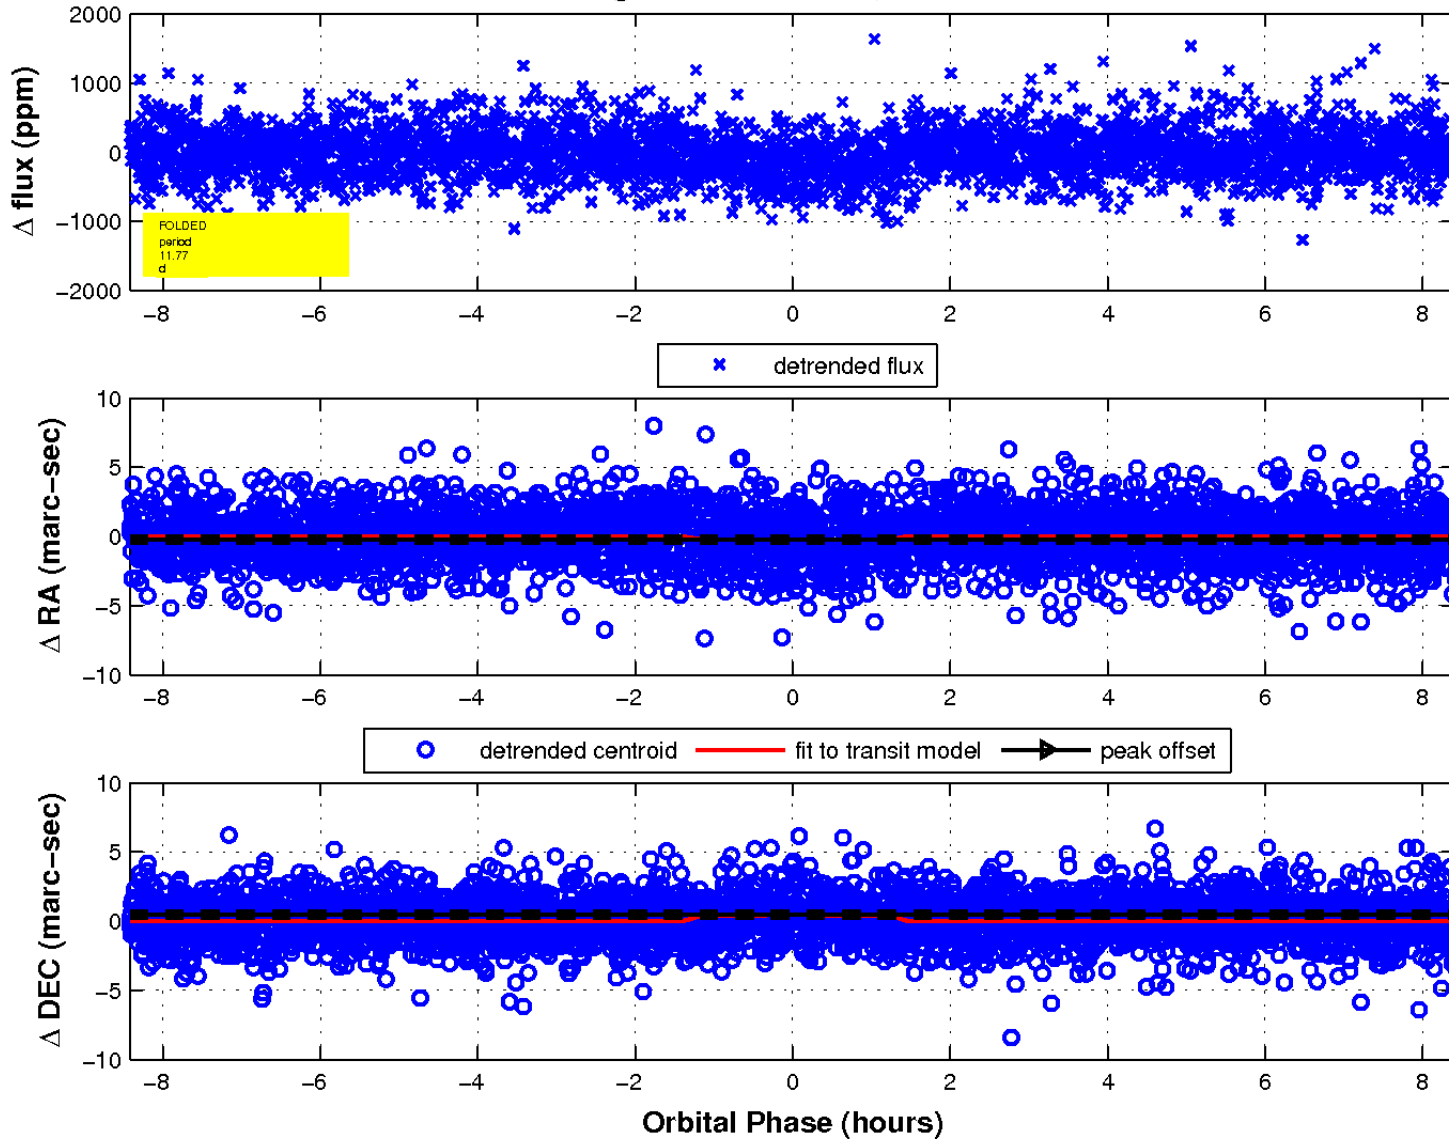 2000
1000
0
−1000
−2000
Δ flux (ppm)
FOLDED
period
11.77
d
−8 −6 −4 −2 0 2 4 6 8
detrended flux
10
5
0
−5
−10
Δ RA (marc−sec)
−8 −6 −4 −2 0 2 4 6 8
detrended centroid fit to transit model peak offset
10
5
0
−5
−10
Δ DEC (marc−sec)
−8 −6 −4 −2 0 2 4 6 8
Orbital Phase (hours)